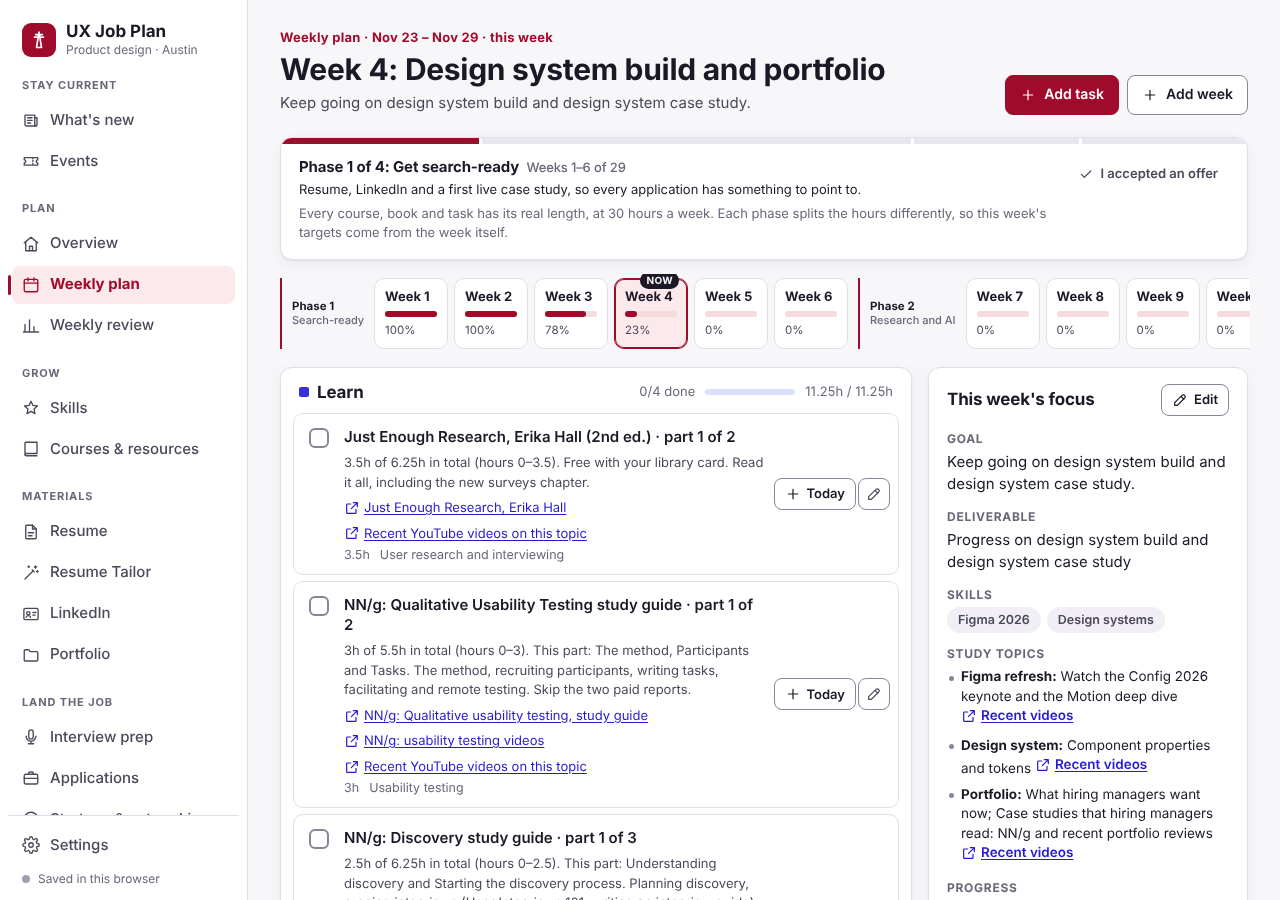 UX Job Plan
Product design · Austin
STAY CURRENT
What's new
Events
PLAN
Overview
Weekly plan
Weekly review
GROW
Skills
Courses & resources
MATERIALS
Resume
Resume Tailor
LinkedIn
Portfolio
LAND THE JOB
Interview prep
Applications
Settings
Saved in this browser
Weekly plan · Nov 23 – Nov 29 · this week
Week 4: Design system build and portfolio
Keep going on design system build and design system case study.
Add task
Add week
Phase 1 of 4: Get search-ready Weeks 1–6 of 29
Resume, LinkedIn and a first live case study, so every application has something to point to.
Every course, book and task has its real length, at 30 hours a week. Each phase splits the hours differently, so this week's
targets come from the week itself.
I accepted an offer
Phase 1
Search-ready
Week 1
100%
Week 2
100%
Week 3
78%
NOW
Week 4
23%
Week 5
0%
Week 6
0%
Phase 2
Research and AI
Week 7
0%
Week 8
0%
Week 9
0%
Week
0%
Learn
0/4 done
11.25h / 11.25h
Just Enough Research, Erika Hall (2nd ed.) · part 1 of 2
3.5h of 6.25h in total (hours 0–3.5). Free with your library card. Read
it all, including the new surveys chapter.
Just Enough Research, Erika Hall
Recent YouTube videos on this topic
3.5h User research and interviewing
Today
NN/g: Qualitative Usability Testing study guide · part 1 of
2
3h of 5.5h in total (hours 0–3). This part: The method, Participants
and Tasks. The method, recruiting participants, writing tasks,
facilitating and remote testing. Skip the two paid reports.
NN/g: Qualitative usability testing, study guide
NN/g: usability testing videos
Recent YouTube videos on this topic
3h Usability testing
Today
NN/g: Discovery study guide · part 1 of 3
2.5h of 6.25h in total (hours 0–2.5). This part: Understanding
discovery and Starting the discovery process. Planning discovery,
This week's focus
Edit
GOAL
Keep going on design system build and
design system case study.
DELIVERABLE
Progress on design system build and
design system case study
SKILLS
Figma 2026
Design systems
STUDY TOPICS
Figma refresh: Watch the Config 2026
keynote and the Motion deep dive
Recent videos
Design system: Component properties
and tokens Recent videos
Portfolio: What hiring managers want
now; Case studies that hiring managers
read: NN/g and recent portfolio reviews
Recent videos
PROGRESS